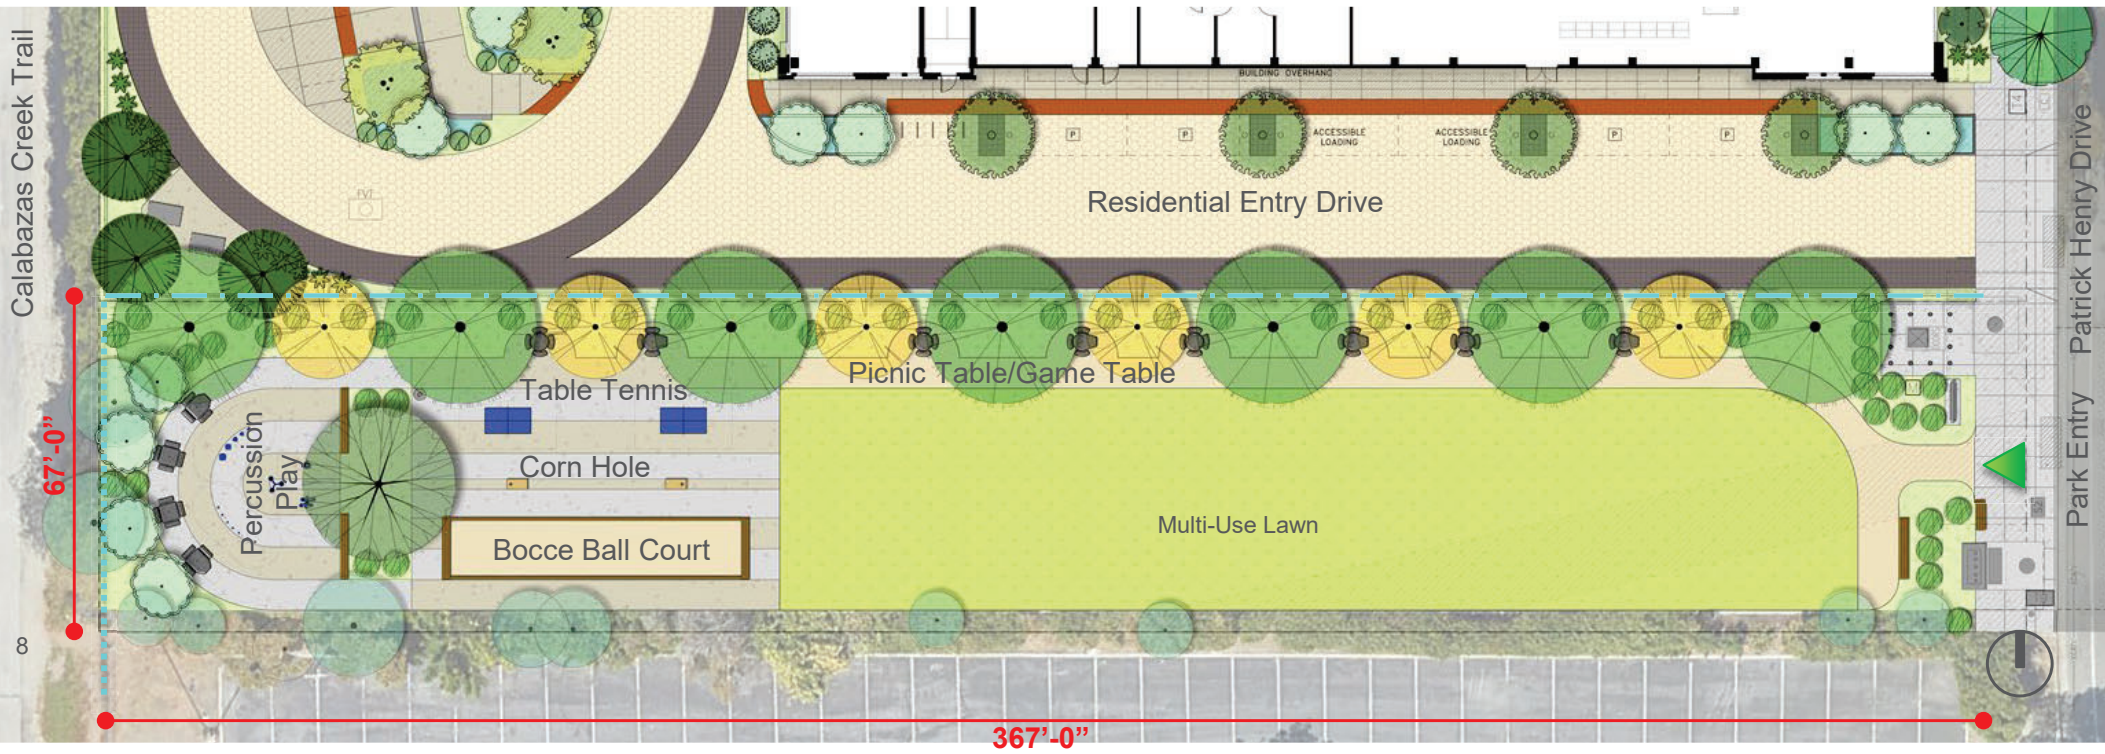 Calabazas Creek Trail
BUILDING OVERHANG
P
P
ACCESSIBLE
LOADING
ACCESSIBLE
LOADING
P
P
EVT
Residential Entry Drive
Patrick Henry Drive
Table Tennis
Picnic Table/Game Table
67’-0”
Percussion
Play
Corn Hole
Bocce Ball Court
Multi-Use Lawn
Park Entry
8
367’-0”